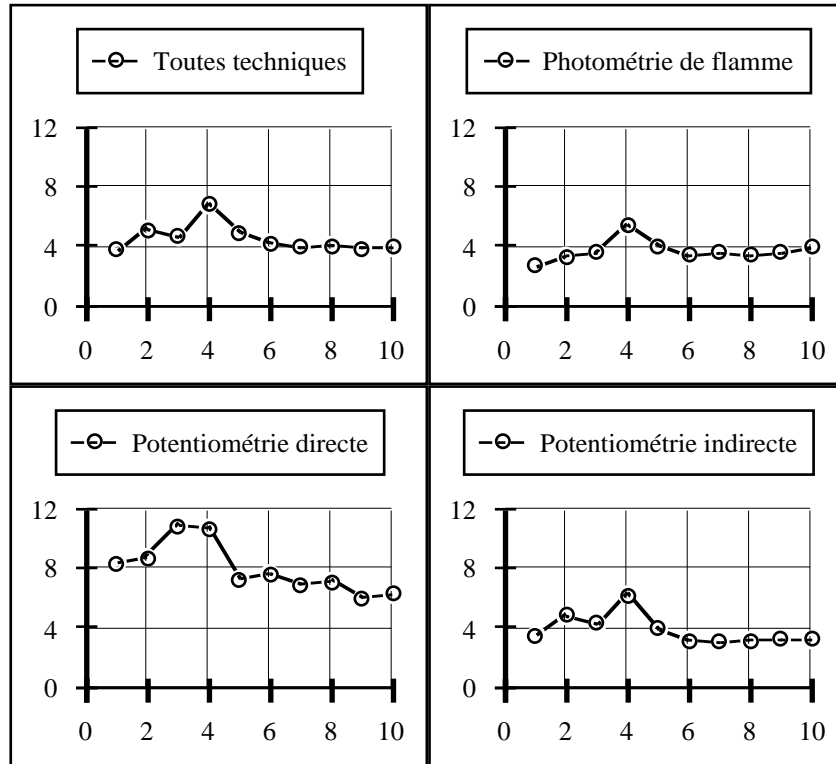 Toutes techniques
12
8
4
0
0 2 4 6 8 10
Photométrie de flamme
12
8
4
0
0 2 4 6 8 10
Potentiométrie directe
12
8
4
0
0 2 4 6 8 10
Potentiométrie indirecte
12
8
4
0
0 2 4 6 8 10